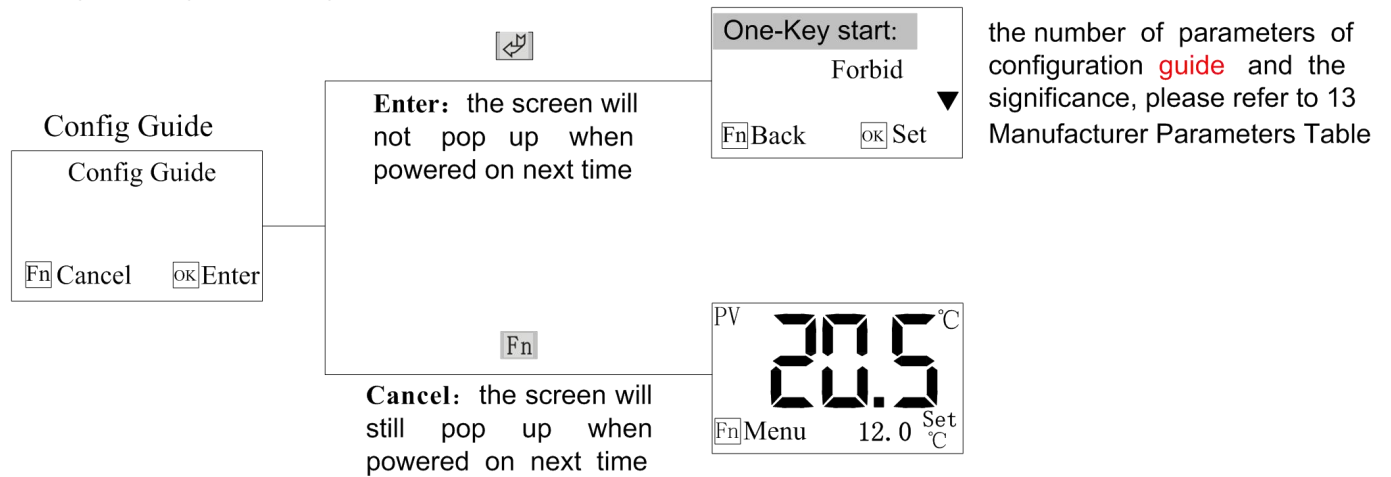 Config Guide
Config Guide
Fn Cancel OK Enter
Enter: the screen will
not pop up when
powered on next time
One-Key start:
Forbid
Fn Back OK Set
the number of parameters of
configuration guide and the
significance, please refer to 13
Manufacturer Parameters Table
Fn
Cancel: the screen will
still pop up when
powered on next time
PV 20.5 ℃
Fn Menu 12.0 Set
℃